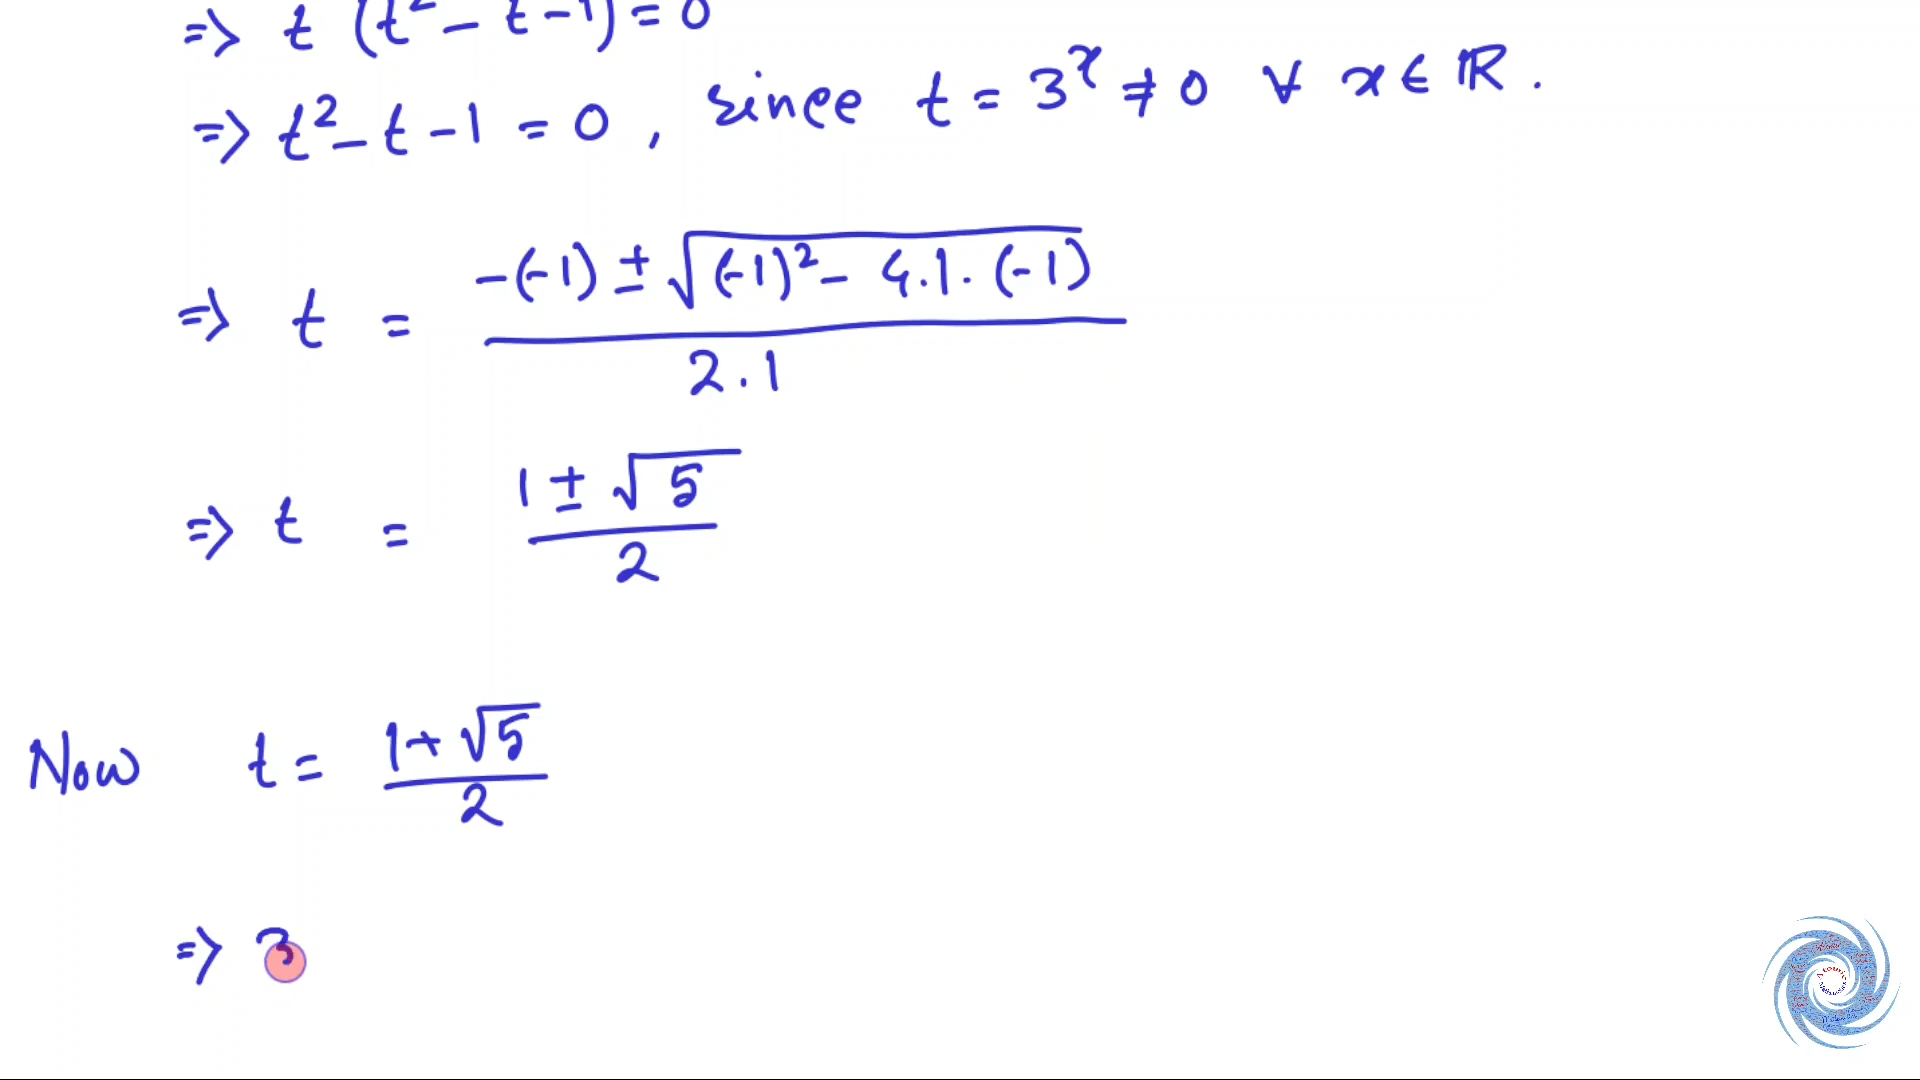 => t (t² - t - 1) = 0
=> t² - t - 1 = 0 , since t = 3ˣ ≠ 0 ∀ x ∈ ℝ .
=> t = (-(-1) ± √((-1)² - 4.1.(-1))) / 2.1
=> t = (1 ± √5) / 2
Now t = (1 + √5) / 2
=> 3